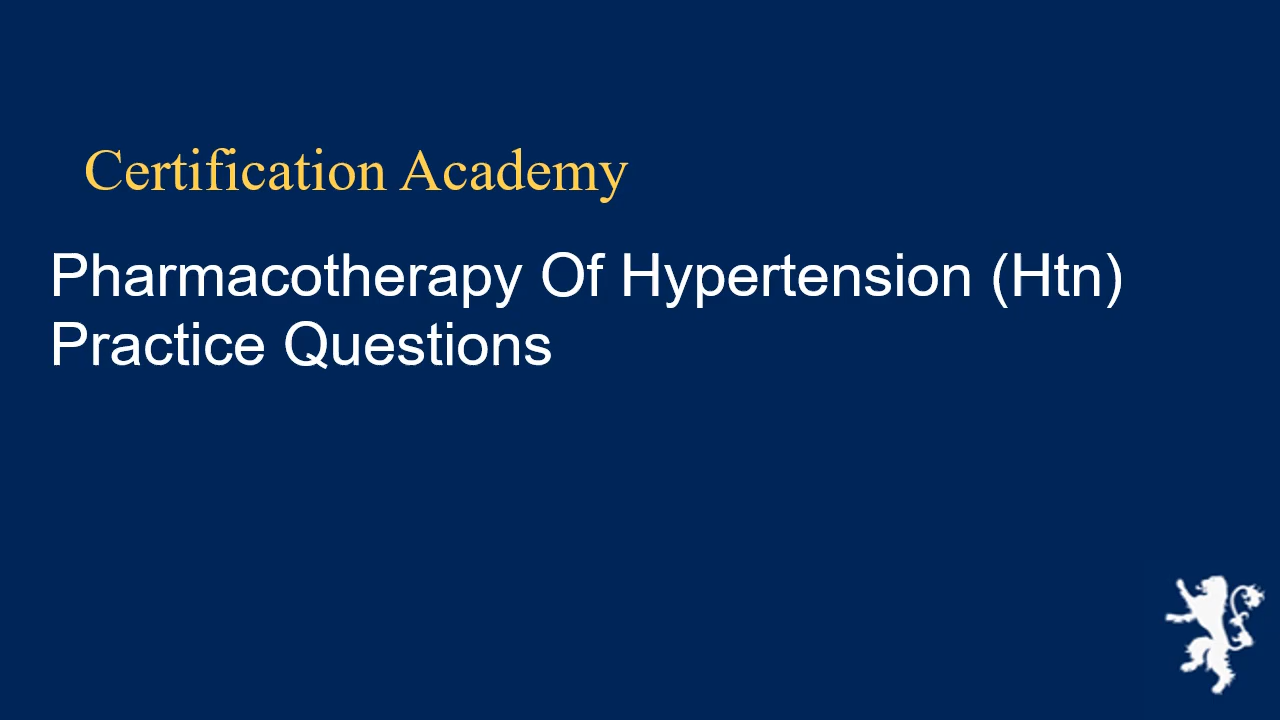 Certification Academy
Pharmacotherapy Of Hypertension (Htn)
Practice Questions